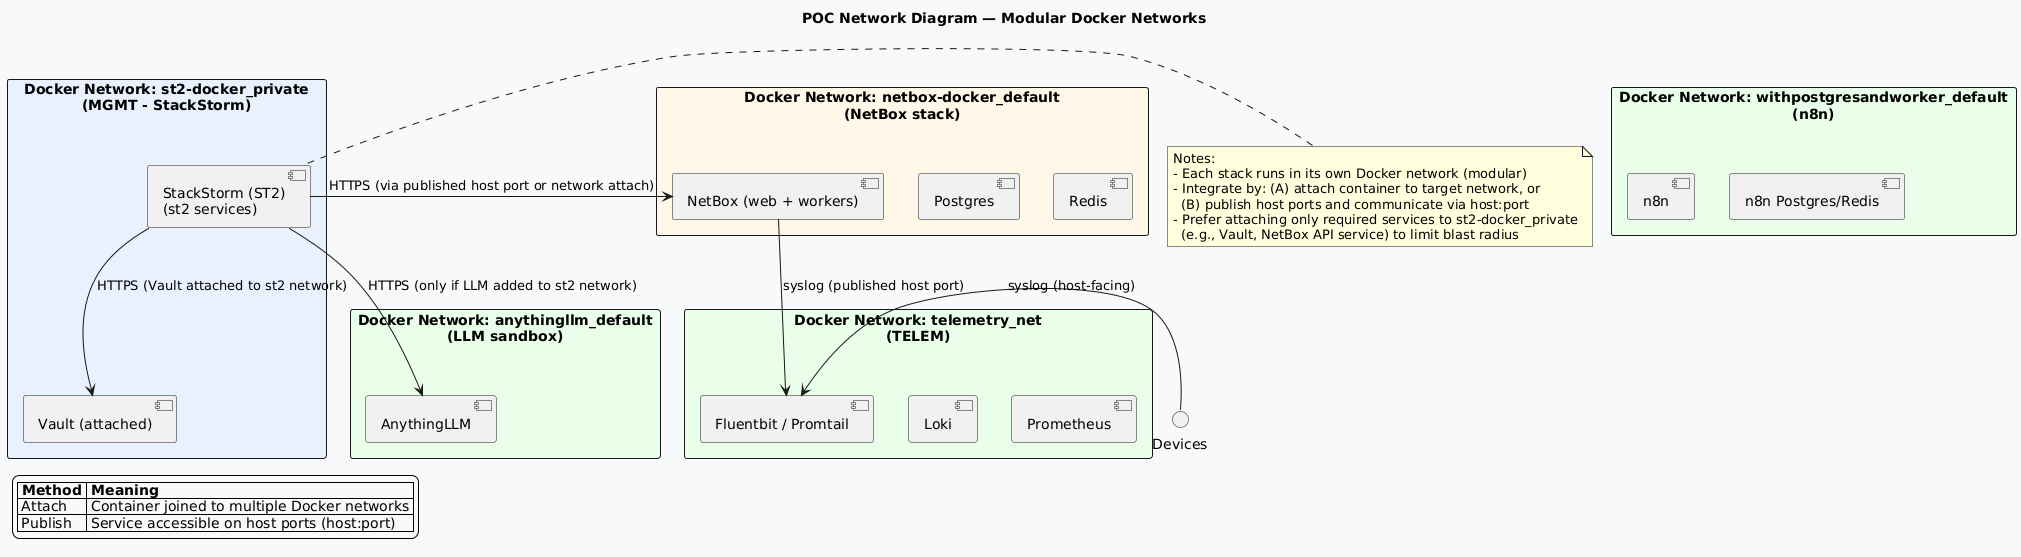 POC Network Diagram — Modular Docker Networks
Docker Network: st2-docker_private
(MGMT - StackStorm)
StackStorm (ST2)
(st2 services)
HTTPS (via published host port or network attach)
Docker Network: netbox-docker_default
(NetBox stack)
NetBox (web + workers)
Postgres
Redis
Notes:
- Each stack runs in its own Docker network (modular)
- Integrate by: (A) attach container to target network, or
(B) publish host ports and communicate via host:port
- Prefer attaching only required services to st2-docker_private
(e.g., Vault, NetBox API service) to limit blast radius
Docker Network: withpostgresandworker_default
(n8n)
n8n
n8n Postgres/Redis
HTTPS (Vault attached to st2 network)
HTTPS (only if LLM added to st2 network)
syslog (published host port)
syslog (host-facing)
Vault (attached)
Docker Network: anythingllm_default
(LLM sandbox)
AnythingLLM
Docker Network: telemetry_net
(TELEM)
Fluentbit / Promtail
Loki
Prometheus
Devices
Method Meaning
Attach Container joined to multiple Docker networks
Publish Service accessible on host ports (host:port)